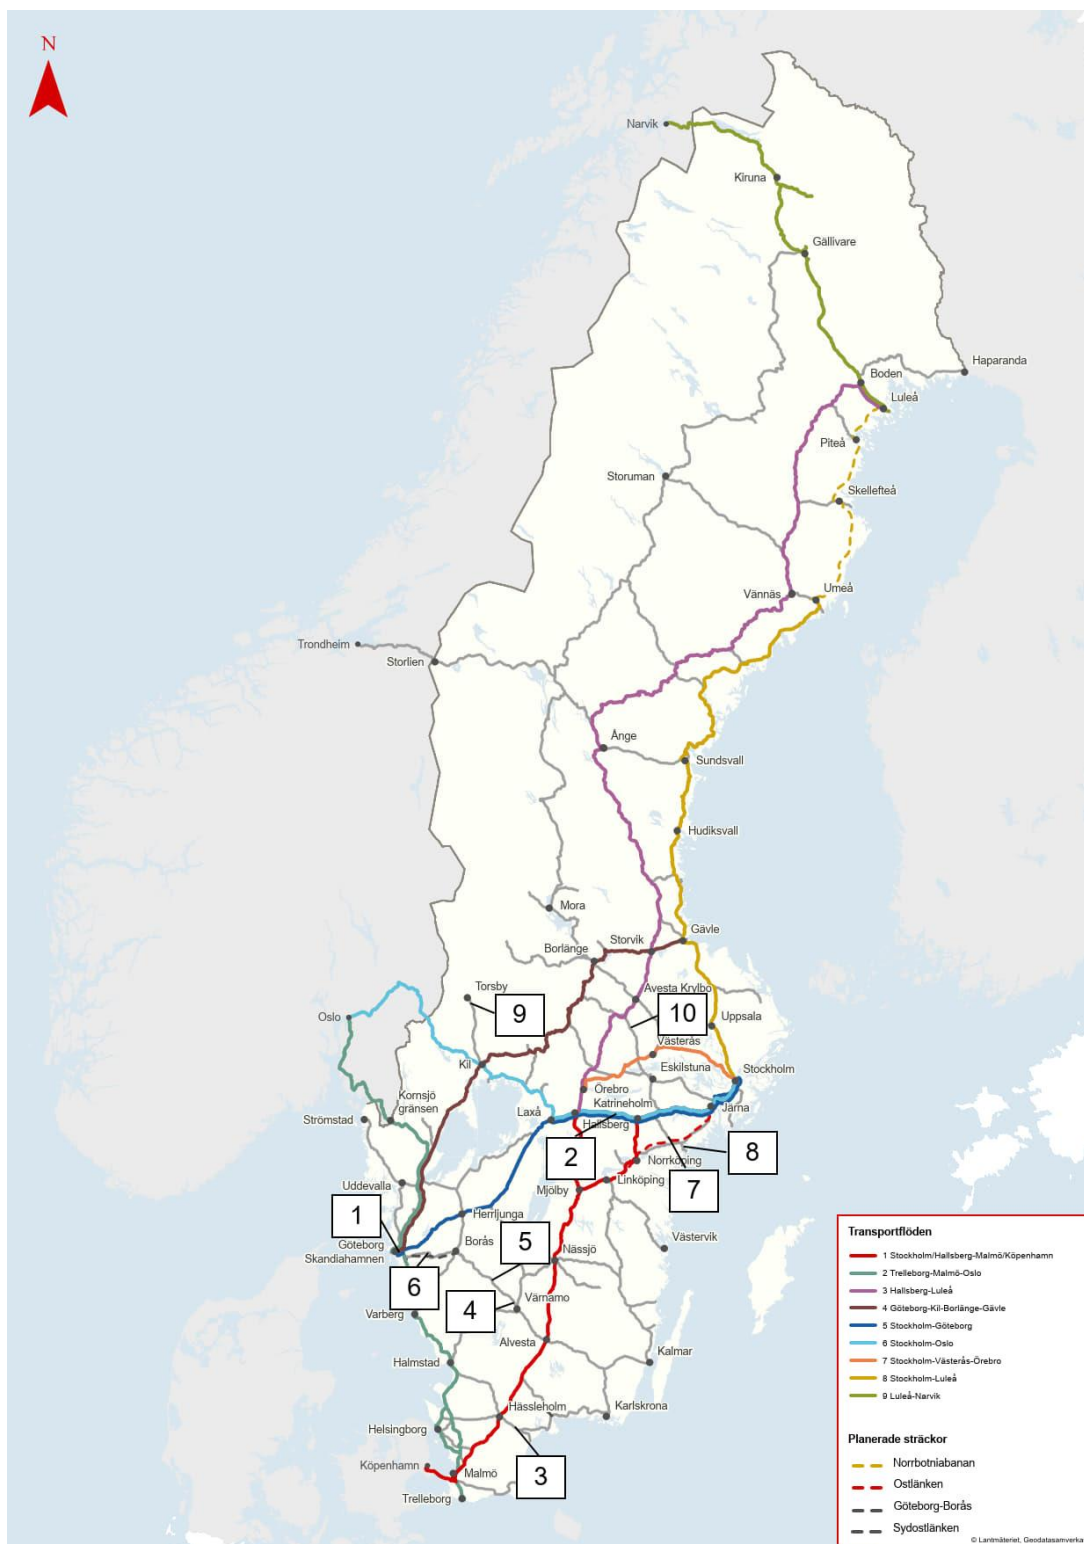 N
Narvik
Kiruna
Gällivare
Haparanda
Boden
Luleå
Piteå
Storuman
Skellefteå
Vännäs
Umeå
Trondheim
Storlien
Ånge
Sundsvall
Hudiksvall
Mora
Gävle
Storvik
Borlänge
Torsby
Avesta Krylbo
9
10
Oslo
Uppsala
Västerås
Kil
Eskilstuna
Stockholm
Örebro
Kornsjö
gränsen
Katrineholm
Laxå
Järna
Strömstad
Hallsberg
2
8
Norrköping
Linköping
7
Mjölby
Uddevalla
1
Herrljunga
Göteborg
Skandiahamnen
Borås
5
Nässjö
Västervik
6
4
Värnamo
Varberg
Alvesta
Kalmar
Halmstad
Hässleholm
Karlskrona
Helsingborg
Köpenhamn
Malmö
3
Trelleborg
Transportflöden
1 Stockholm/Hallsberg-Malmö/Köpenhamn
2 Trelleborg-Malmö-Oslo
3 Hallsberg-Luleå
4 Göteborg-Kil-Borlänge-Gävle
5 Stockholm-Göteborg
6 Stockholm-Oslo
7 Stockholm-Västerås-Örebro
8 Stockholm-Luleå
9 Luleå-Narvik
Planerade sträckor
Norrbotniabanan
Ostlänken
Göteborg-Borås
Sydostlänken
© Lantmäteriet, Geodatasamverka